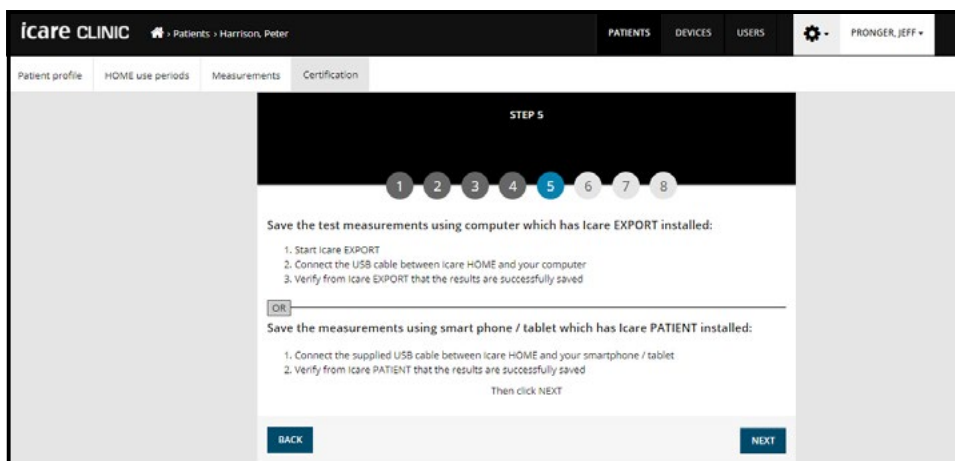 icare CLINIC › Patients › Harrison, Peter PATIENTS DEVICES USERS PRONGER, JEFF
Patient profile HOME use periods Measurements Certification
STEP 5
1 2 3 4 5 6 7 8
Save the test measurements using computer which has Icare EXPORT installed:
1. Start Icare EXPORT
2. Connect the USB cable between Icare HOME and your computer
3. Verify from Icare EXPORT that the results are successfully saved
OR
Save the measurements using smart phone / tablet which has Icare PATIENT installed:
1. Connect the supplied USB cable between Icare HOME and your smartphone / tablet
2. Verify from Icare PATIENT that the results are successfully saved
Then click NEXT
BACK NEXT